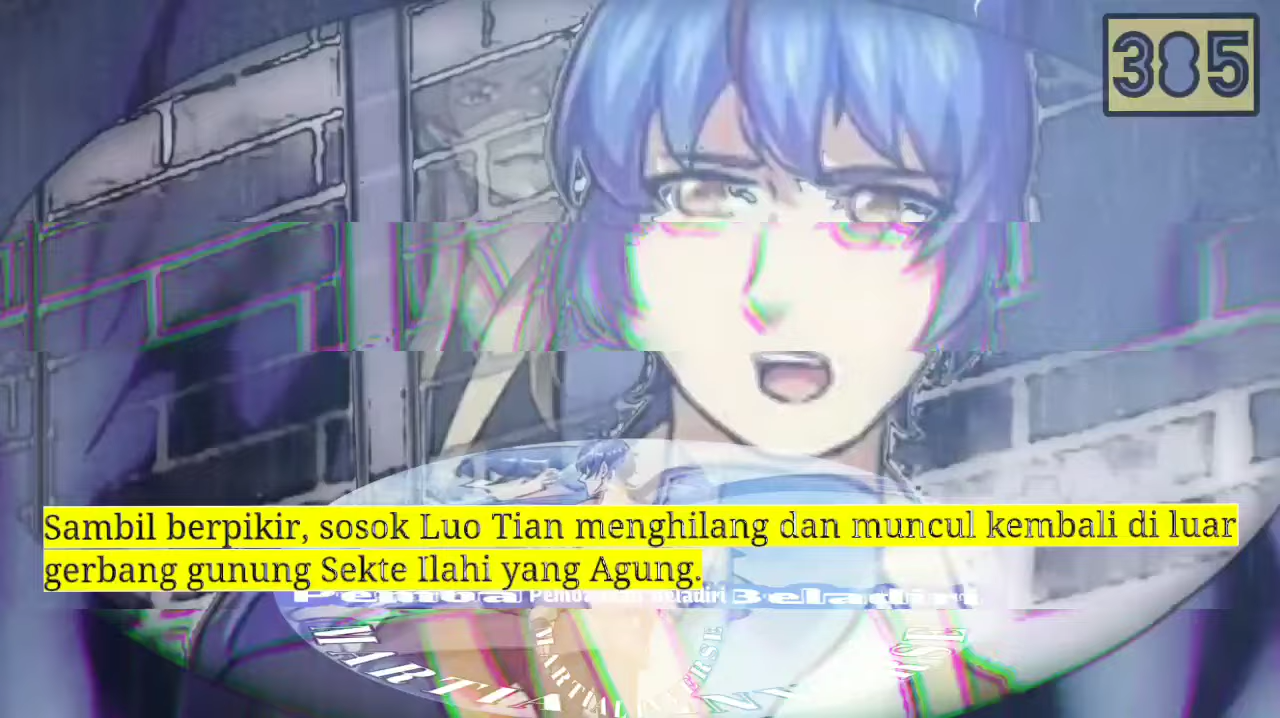 385
Sambil berpikir, sosok Luo Tian menghilang dan muncul kembali di luar
gerbang gunung Sekte Ilahi yang Agung.